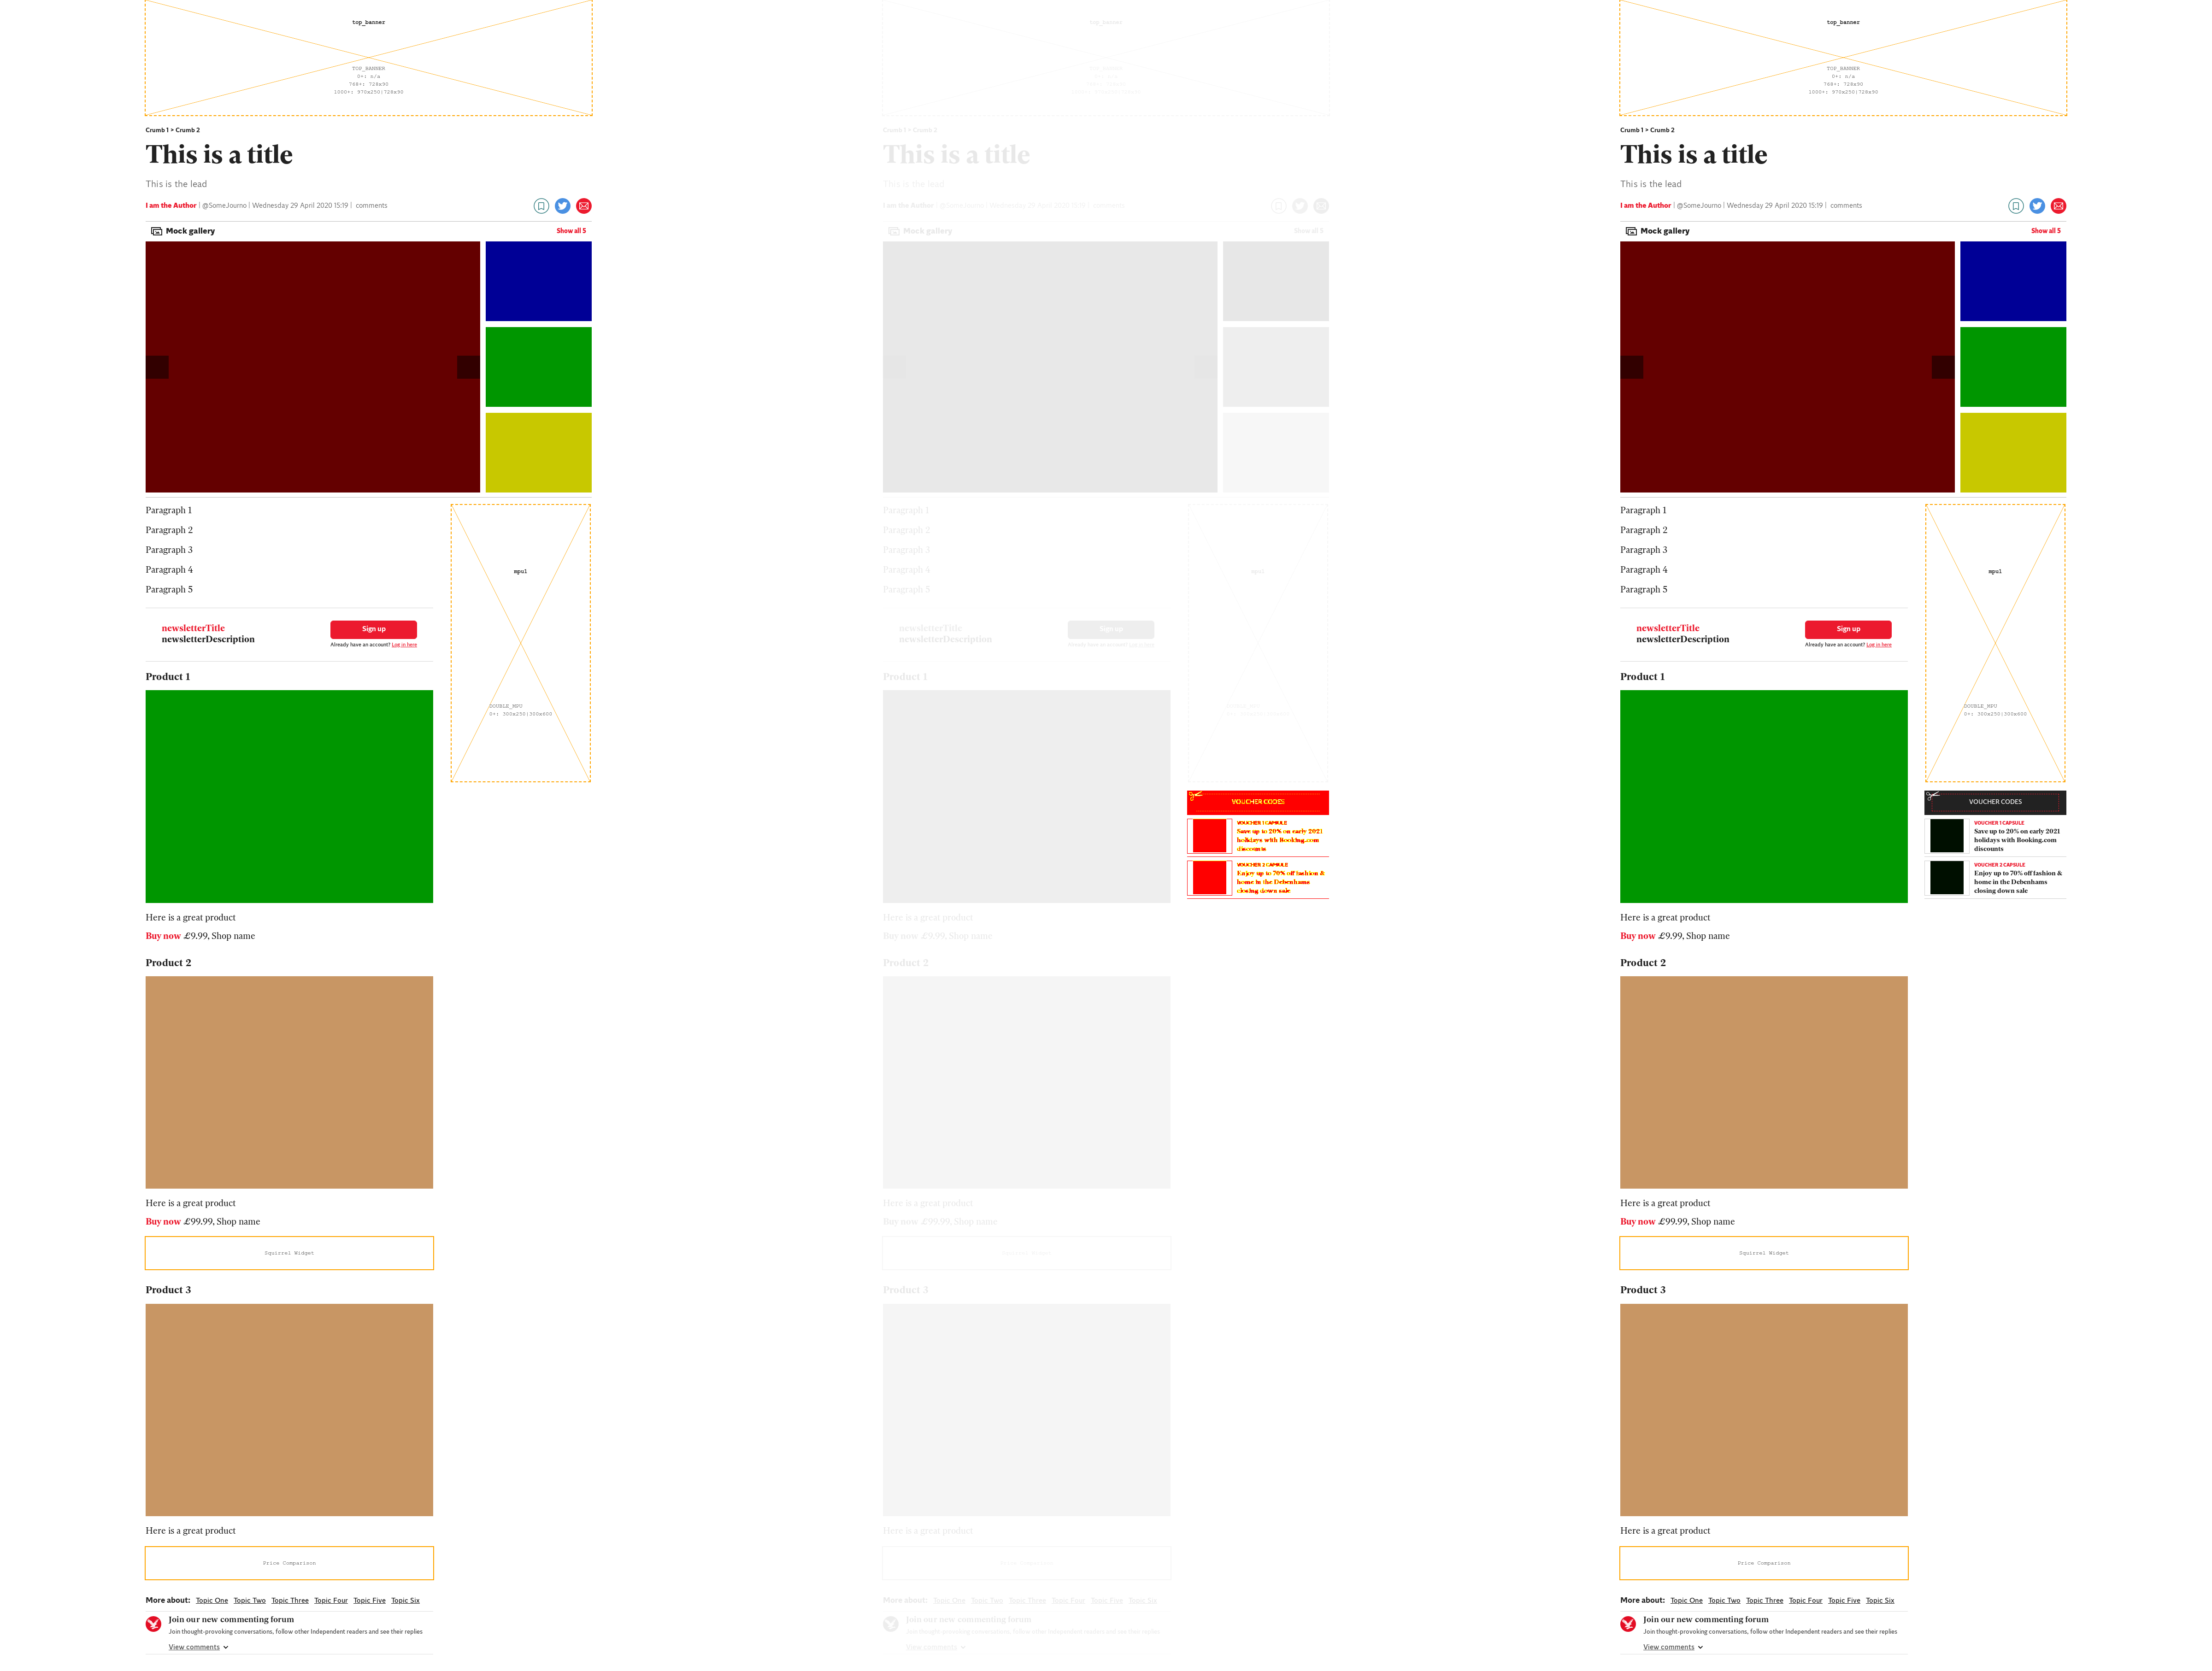 top_banner
TOP_BANNER
0+: n/a
768+: 728x90
1000+: 970x250|728x90
Crumb 1 > Crumb 2
This is a title
This is the lead
I am the Author | @SomeJourno | Wednesday 29 April 2020 15:19 | comments
Mock gallery
Show all 5
Paragraph 1
Paragraph 2
Paragraph 3
Paragraph 4
Paragraph 5
mpu1
newsletterTitle
newsletterDescription
Sign up
Already have an account? Log in here
DOUBLE_MPU
0+: 300x250|300x600
Product 1
Here is a great product
Buy now £9.99, Shop name
Product 2
Here is a great product
Buy now £99.99, Shop name
Squirrel Widget
Product 3
Here is a great product
Price Comparison
More about: Topic One Topic Two Topic Three Topic Four Topic Five Topic Six
Join our new commenting forum
Join thought-provoking conversations, follow other Independent readers and see their replies
View comments
top_banner
Crumb 1 > Crumb 2
This is a title
This is the lead
I am the Author | @SomeJourno | Wednesday 29 April 2020 15:19 | comments
Mock gallery
Show all 5
Paragraph 1
Paragraph 2
Paragraph 3
Paragraph 4
Paragraph 5
mpu1
newsletterTitle
newsletterDescription
Sign up
Already have an account? Log in here
Product 1
VOUCHER CODES
VOUCHER 1 CAPSULE
Save up to 20% on early 2021
holidays with Booking.com
discounts
VOUCHER 2 CAPSULE
Enjoy up to 70% off fashion &
home in the Debenhams
closing down sale
Here is a great product
Buy now £9.99, Shop name
Product 2
Here is a great product
Buy now £99.99, Shop name
Product 3
Here is a great product
More about: Topic One Topic Two Topic Three Topic Four Topic Five Topic Six
Join our new commenting forum
Join thought-provoking conversations, follow other Independent readers and see their replies
View comments
top_banner
TOP_BANNER
0+: n/a
768+: 728x90
1000+: 970x250|728x90
Crumb 1 > Crumb 2
This is a title
This is the lead
I am the Author | @SomeJourno | Wednesday 29 April 2020 15:19 | comments
Mock gallery
Show all 5
Paragraph 1
Paragraph 2
Paragraph 3
Paragraph 4
Paragraph 5
mpu1
newsletterTitle
newsletterDescription
Sign up
Already have an account? Log in here
DOUBLE_MPU
0+: 300x250|300x600
Product 1
VOUCHER CODES
VOUCHER 1 CAPSULE
Save up to 20% on early 2021
holidays with Booking.com
discounts
VOUCHER 2 CAPSULE
Enjoy up to 70% off fashion &
home in the Debenhams
closing down sale
Here is a great product
Buy now £9.99, Shop name
Product 2
Here is a great product
Buy now £99.99, Shop name
Squirrel Widget
Product 3
Here is a great product
Price Comparison
More about: Topic One Topic Two Topic Three Topic Four Topic Five Topic Six
Join our new commenting forum
Join thought-provoking conversations, follow other Independent readers and see their replies
View comments